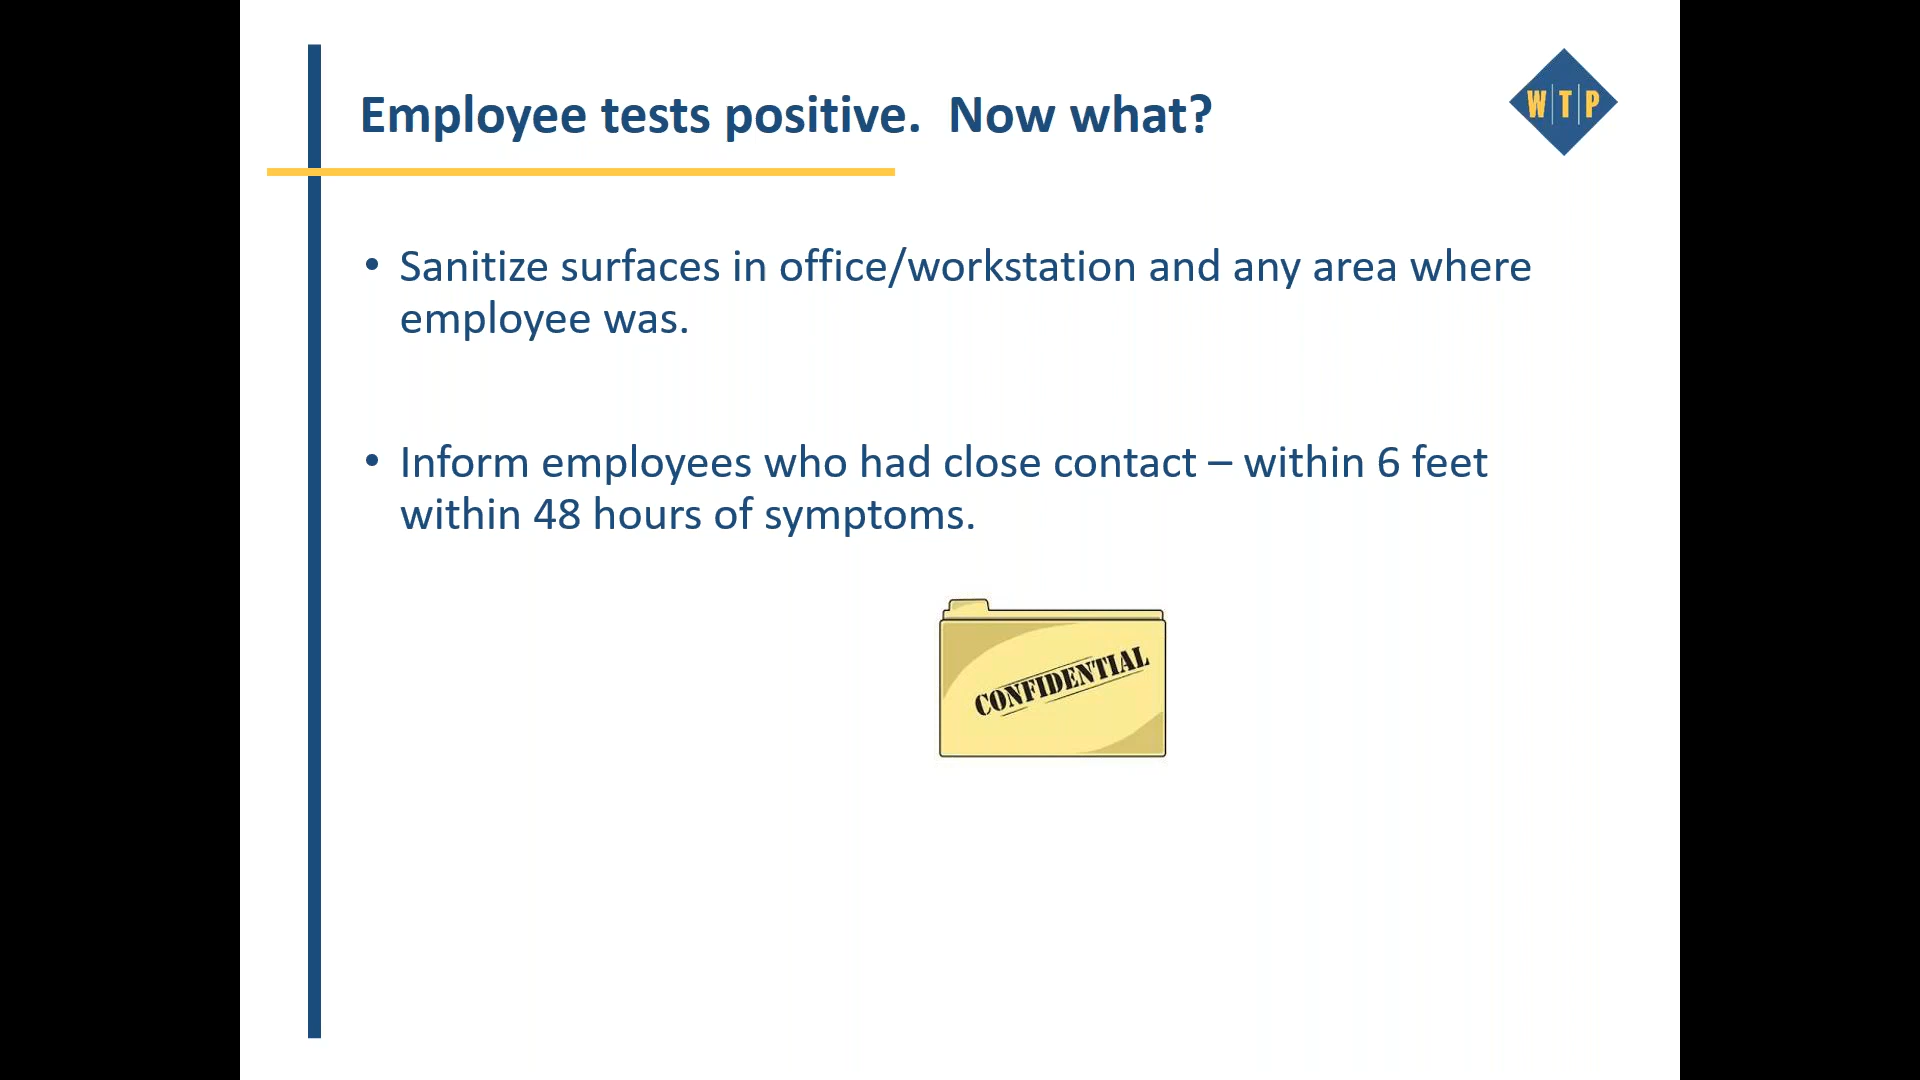 Employee tests positive.  Now what?
W|T|P
• Sanitize surfaces in office/workstation and any area where
employee was.
• Inform employees who had close contact – within 6 feet
within 48 hours of symptoms.
CONFIDENTIAL